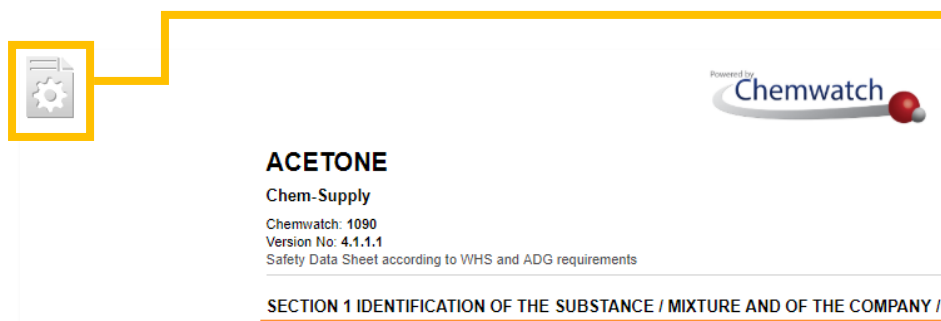 Powered by
Chemwatch
ACETONE
Chem-Supply
Chemwatch: 1090
Version No: 4.1.1.1
Safety Data Sheet according to WHS and ADG requirements
SECTION 1 IDENTIFICATION OF THE SUBSTANCE / MIXTURE AND OF THE COMPANY /